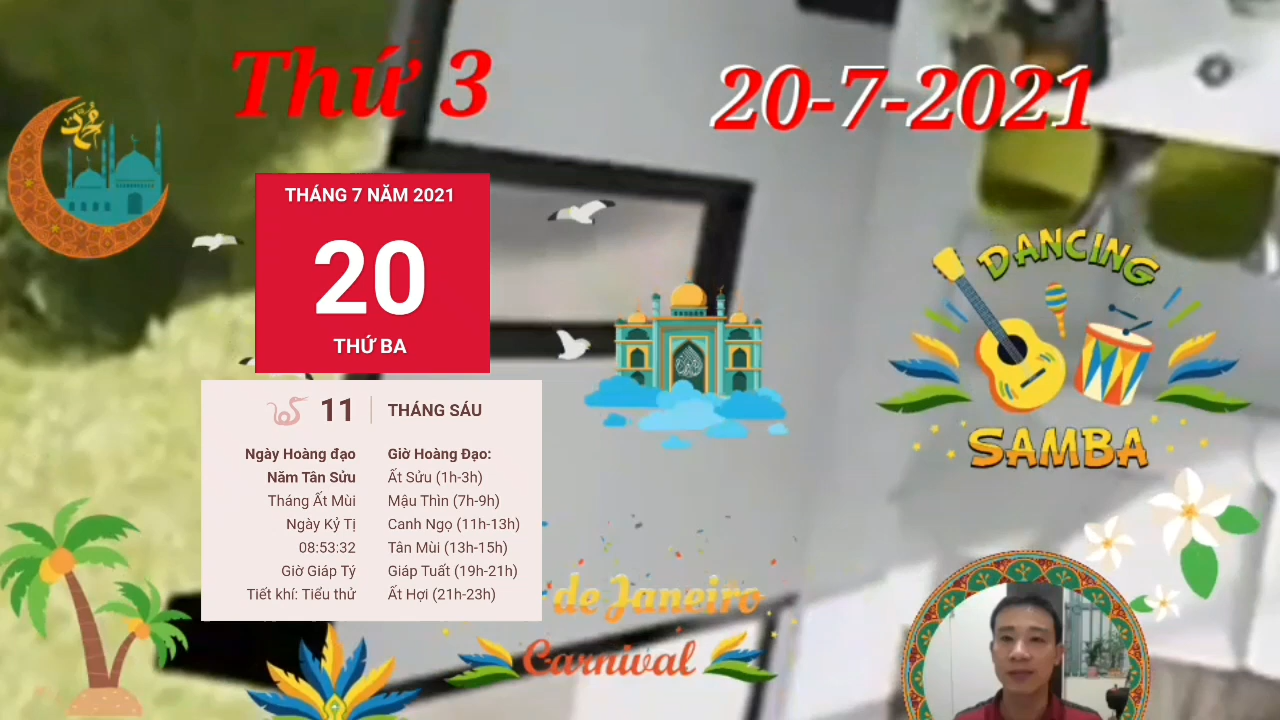 Thứ 3
20-7-2021
THÁNG 7 NĂM 2021
20
THỨ BA
11 THÁNG SÁU
Ngày Hoàng đạo
Năm Tân Sửu
Tháng Ất Mùi
Ngày Kỷ Tị
08:53:32
Giờ Giáp Tý
Tiết khí: Tiểu thử
Giờ Hoàng Đạo:
Ất Sửu (1h-3h)
Mậu Thìn (7h-9h)
Canh Ngọ (11h-13h)
Tân Mùi (13h-15h)
Giáp Tuất (19h-21h)
Ất Hợi (21h-23h)
DANCING
SAMBA
de Janeiro
Carnival